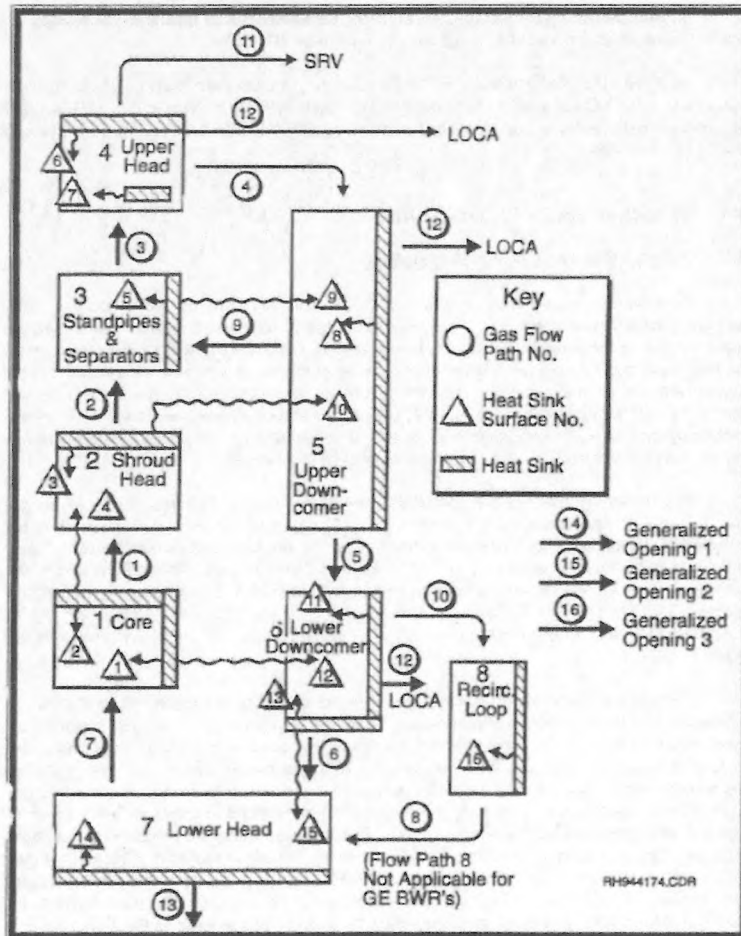 11
SRV
12
LOCA
4 Upper
Head
6
7
4
12
LOCA
3
3
Standpipes
&
Separators
5
9
9
8
Key
Gas Flow
Path No.
Heat Sink
Surface No.
Heat Sink
2
10
2 Shroud
Head
3
4
5
Upper
Down-
comer
14
Generalized
Opening 1
15
Generalized
Opening 2
16
Generalized
Opening 3
1
5
1 Core
2
1
11
6
Lower
Downcomer
12
13
10
12
LOCA
8
Recirc.
Loop
16
7
6
7 Lower Head
14
15
8
(Flow Path 8
Not Applicable for
GE BWR's)
RH944174.CDR
13